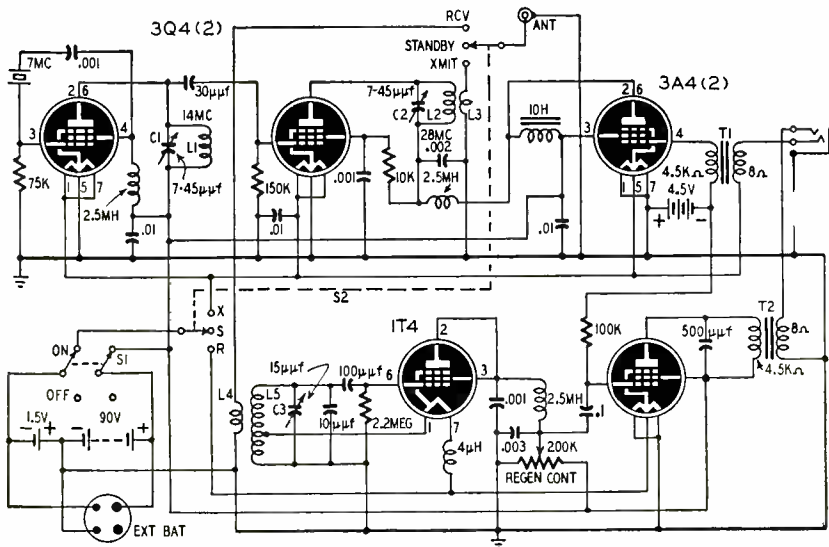 RCV
3Q4(2)
STANDBY
ANT
7MC
.001
XMIT
3A4(2)
2 6
30μμf
7-45μμf
L2
L3
2 6
14MC
C2
10H
T1
3
4
C1
L1
28MC
3
4
.002
4.5KΩ
8Ω
75K
7-45μμf
150K
.001
10K
2.5MH
1
5
7
2.5MH
1
5
7
4.5V
+
-
.01
.01
.01
S2
X
S
R
1T4
2
100K
500μμf
T2
8Ω
ON
S1
15μμf
100μμf
6
3
4.5KΩ
OFF
L4
L5
C3
10μμf
2.2MEG
1
7
.001
2.5MH
.1
1.5V
90V
-
+
-
+
4μH
.003
200K
REGEN CONT
EXT BAT